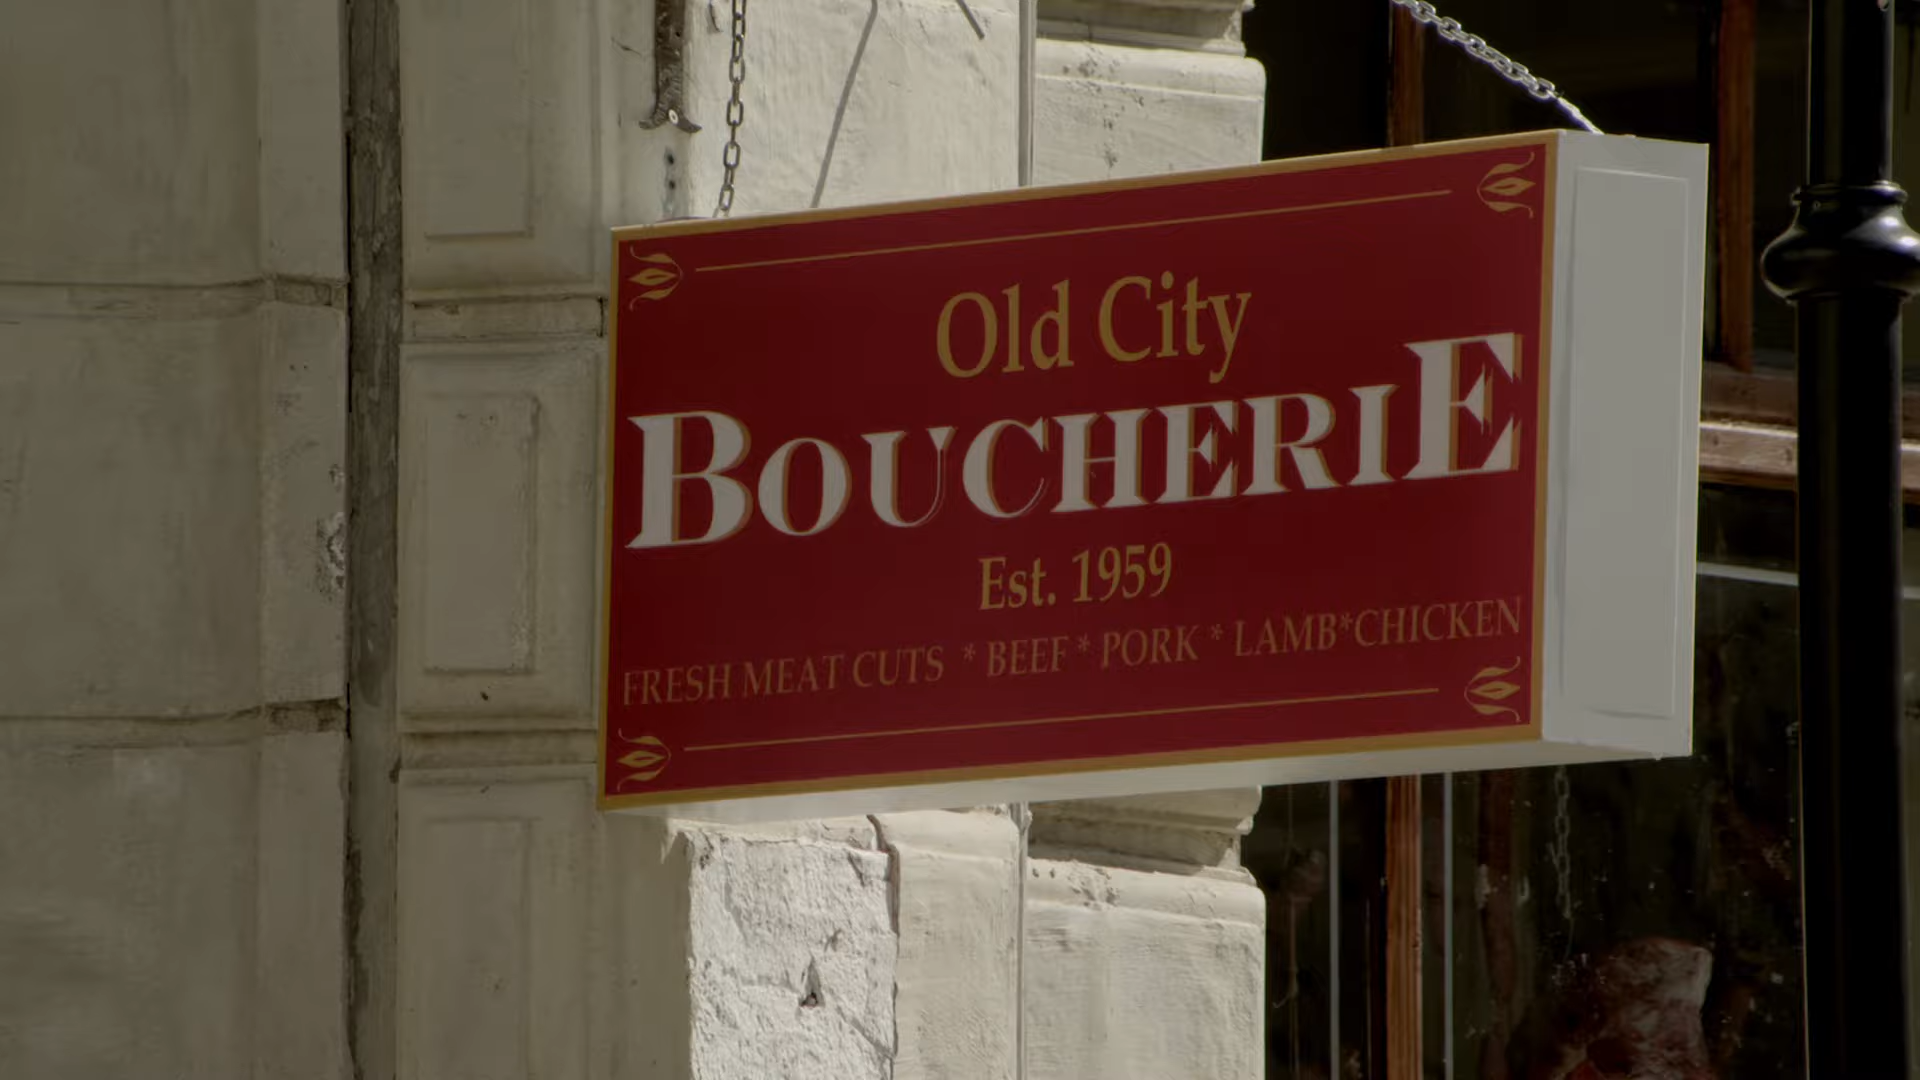 Old City
BOUCHERIE
Est. 1959
FRESH MEAT CUTS * BEEF * PORK * LAMB*CHICKEN